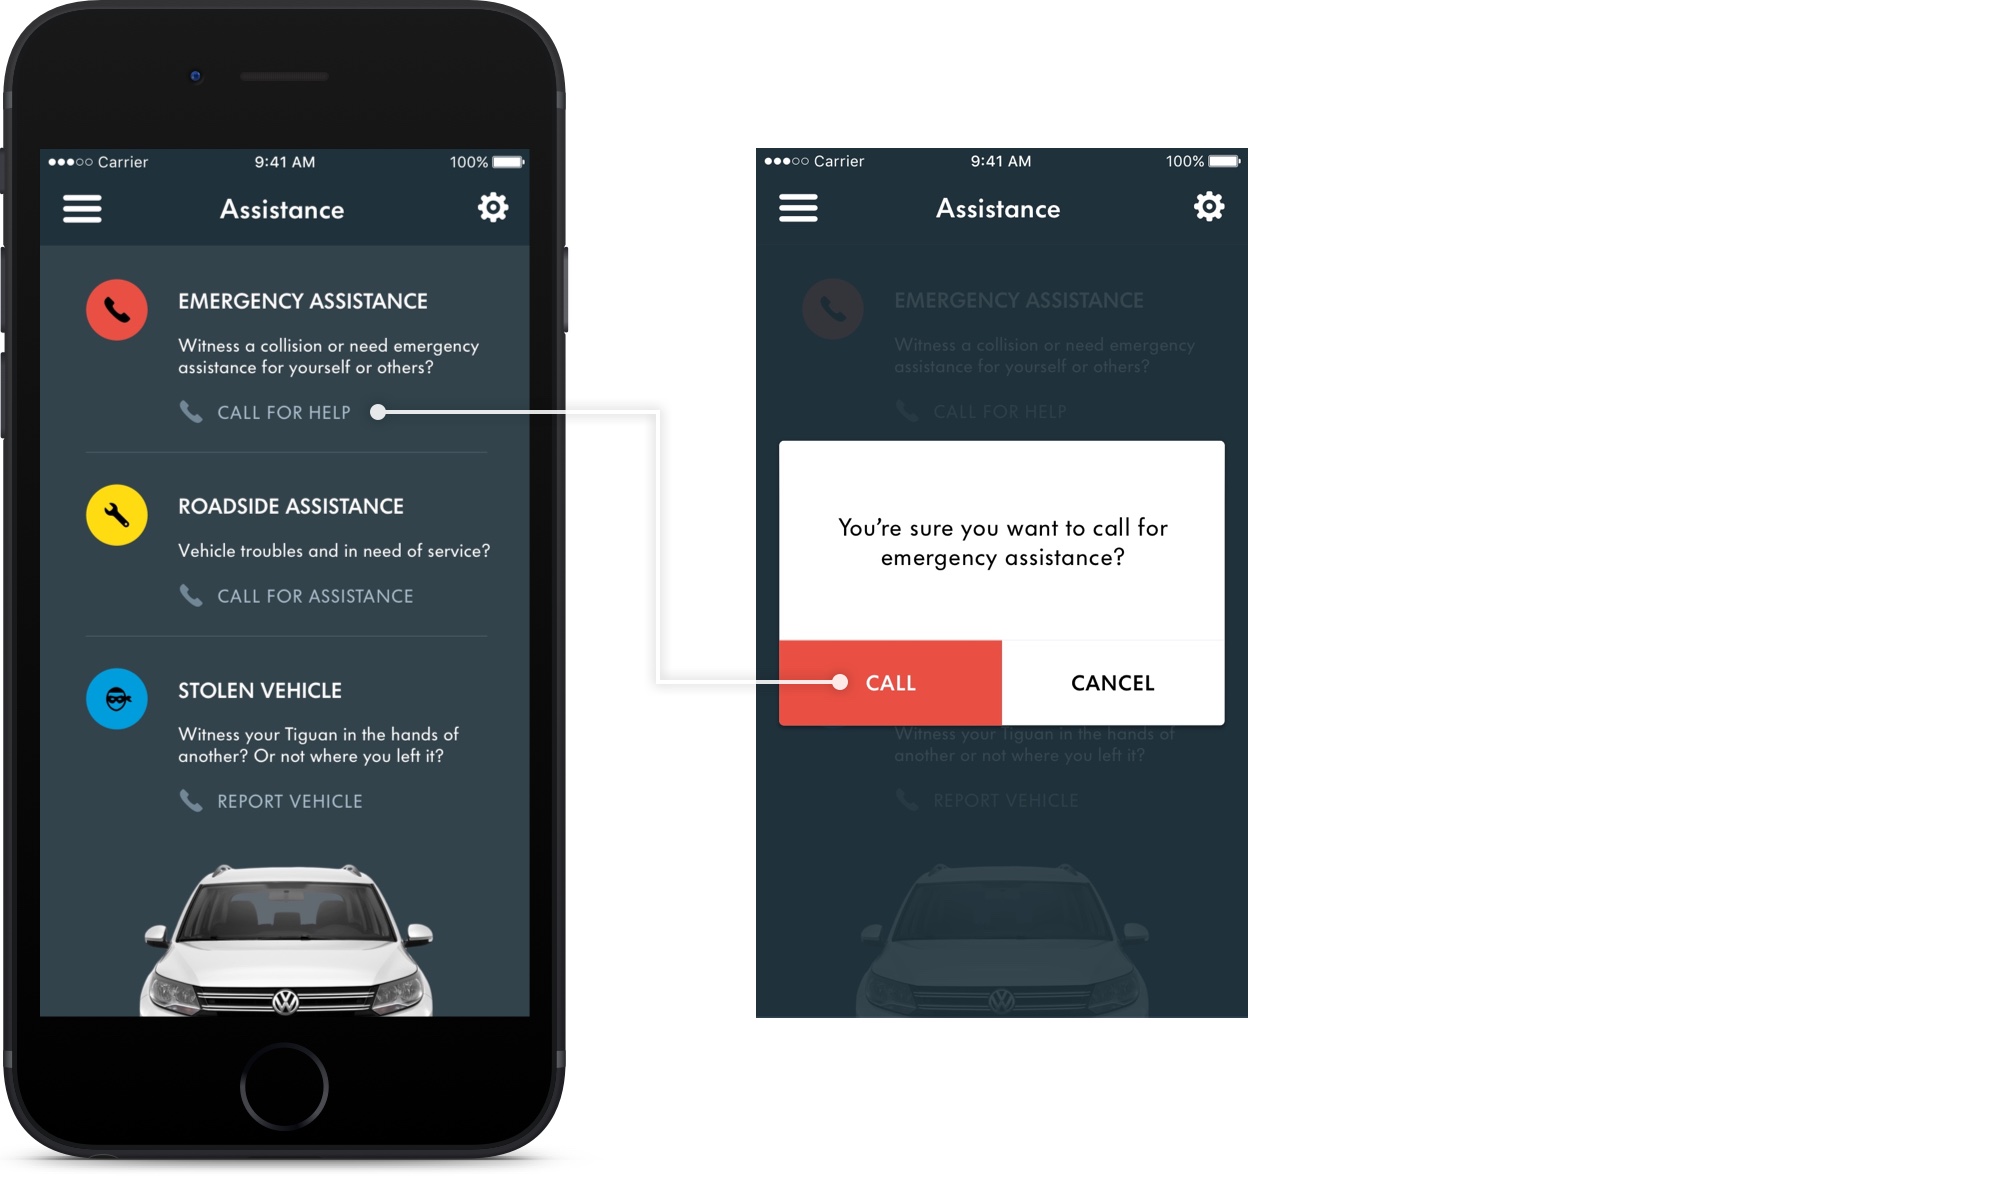 Carrier
9:41 AM
100%
Assistance
EMERGENCY ASSISTANCE
Witness a collision or need emergency
assistance for yourself or others?
CALL FOR HELP
ROADSIDE ASSISTANCE
Vehicle troubles and in need of service?
CALL FOR ASSISTANCE
STOLEN VEHICLE
Witness your Tiguan in the hands of
another? Or not where you left it?
REPORT VEHICLE
Carrier
9:41 AM
100%
Assistance
EMERGENCY ASSISTANCE
Witness a collision or need emergency
assistance for yourself or others?
CALL FOR HELP
You’re sure you want to call for
emergency assistance?
CALL
CANCEL
Witness your Tiguan in the hands of
another or not where you left it?
REPORT VEHICLE